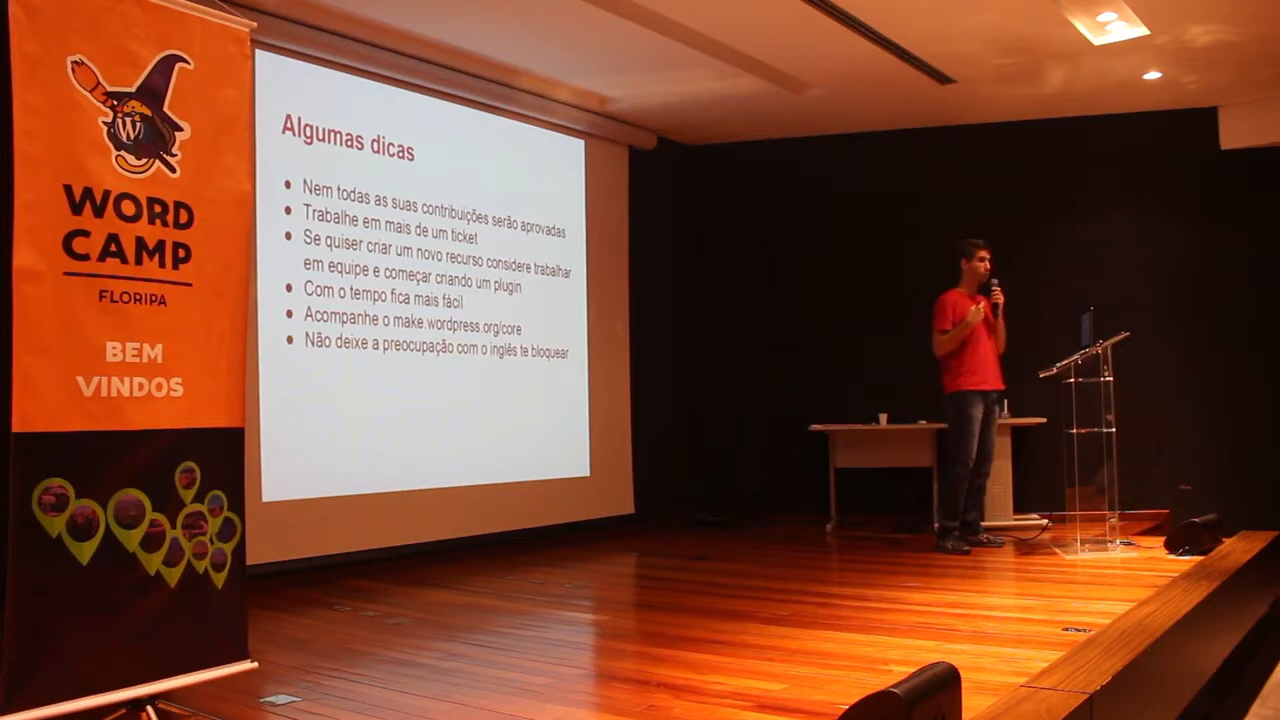 WORD
CAMP
FLORIPA
BEM
VINDOS
Algumas dicas
Nem todas as suas contribuições serão aprovadas
Trabalhe em mais de um ticket
Se quiser criar um novo recurso considere trabalhar
em equipe e começar criando um plugin
Com o tempo fica mais fácil
Acompanhe o make.wordpress.org/core
Não deixe a preocupação com o inglês te bloquear